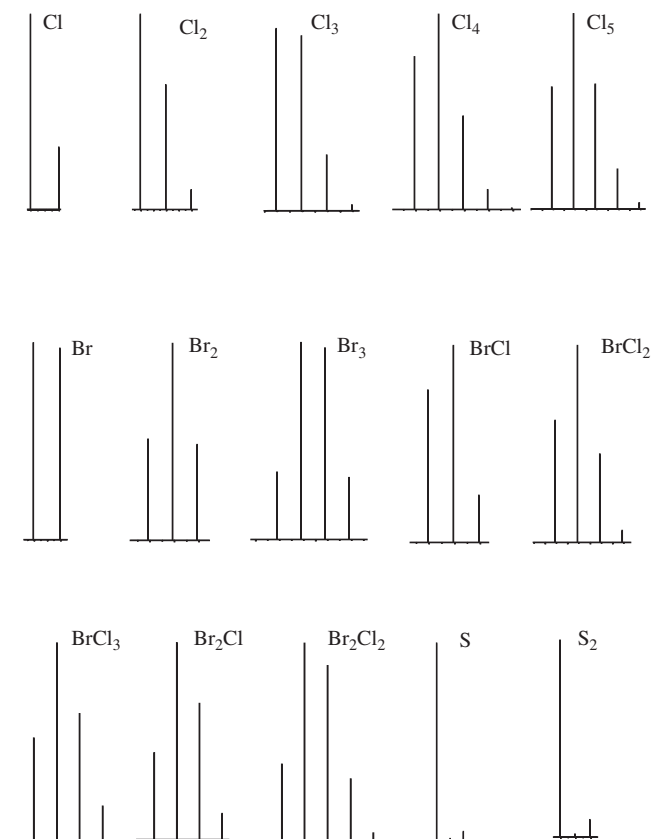 Cl
Cl₂
Cl₃
Cl₄
Cl₅
Br
Br₂
Br₃
BrCl
BrCl₂
BrCl₃
Br₂Cl
Br₂Cl₂
S
S₂